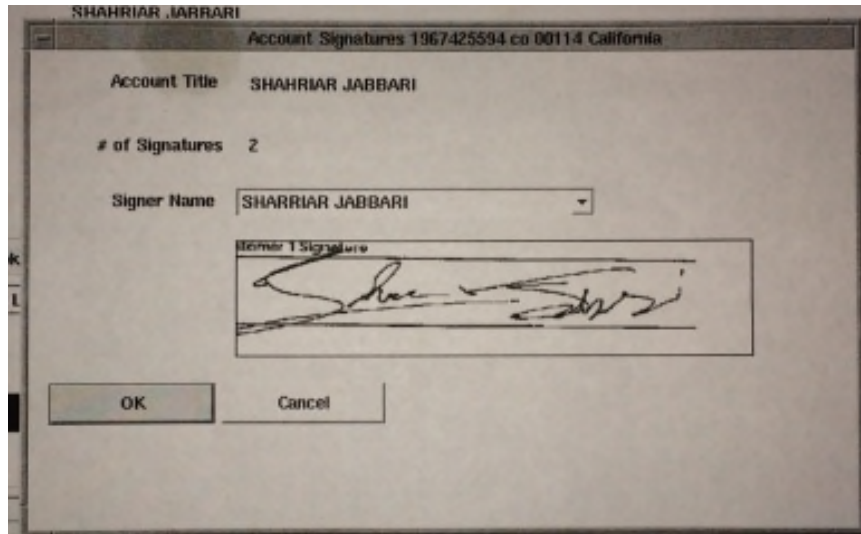 SHAHRIAR JABBARI
Account Signatures 1967425594 co 00114 California
Account Title SHAHRIAR JABBARI
# of Signatures 2
Signer Name SHARRIAR JABBARI
stomer 1 Signature
OK Cancel